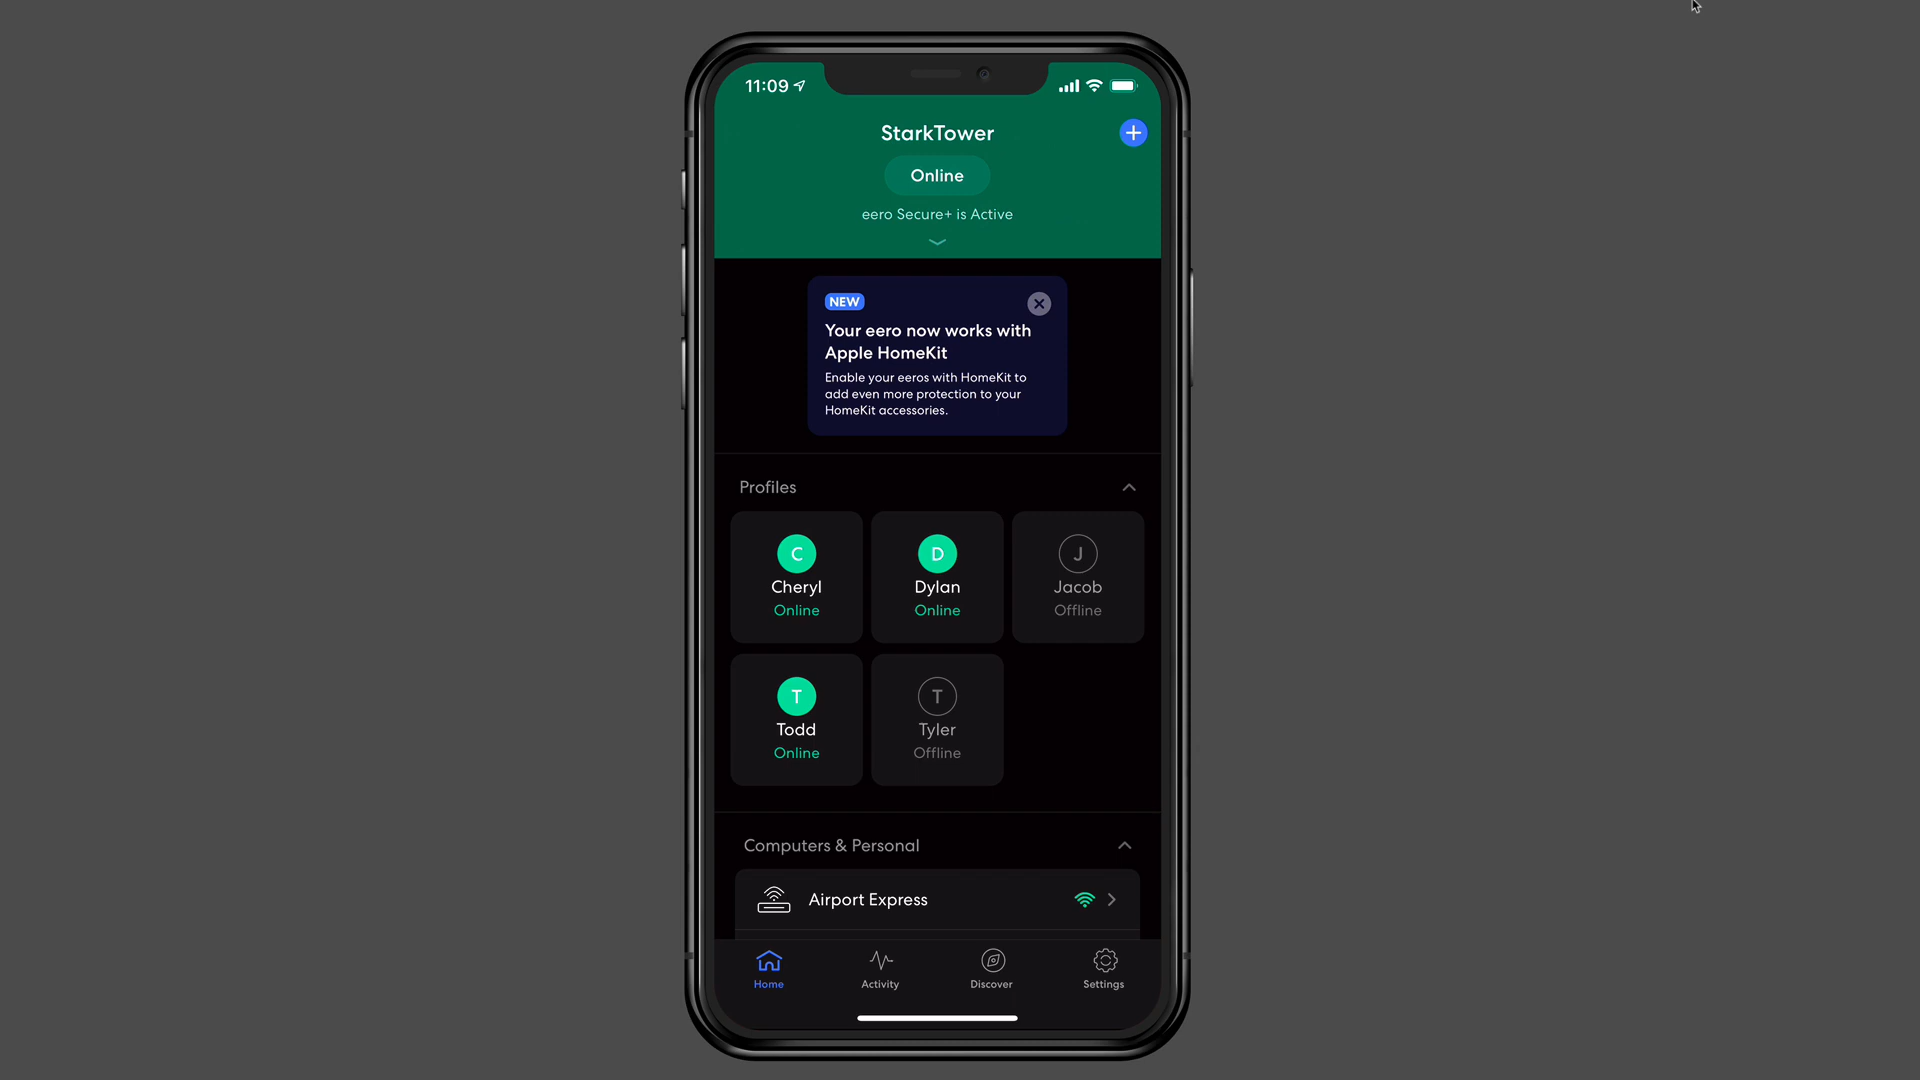 11:09
StarkTower
Online
eero Secure+ is Active
NEW
Your eero now works with
Apple HomeKit
Enable your eeros with HomeKit to
add even more protection to your
HomeKit accessories.
Profiles
C
D
J
Cheryl
Dylan
Jacob
Online
Online
Offline
T
T
Todd
Tyler
Online
Offline
Computers & Personal
Airport Express
Home
Activity
Discover
Settings